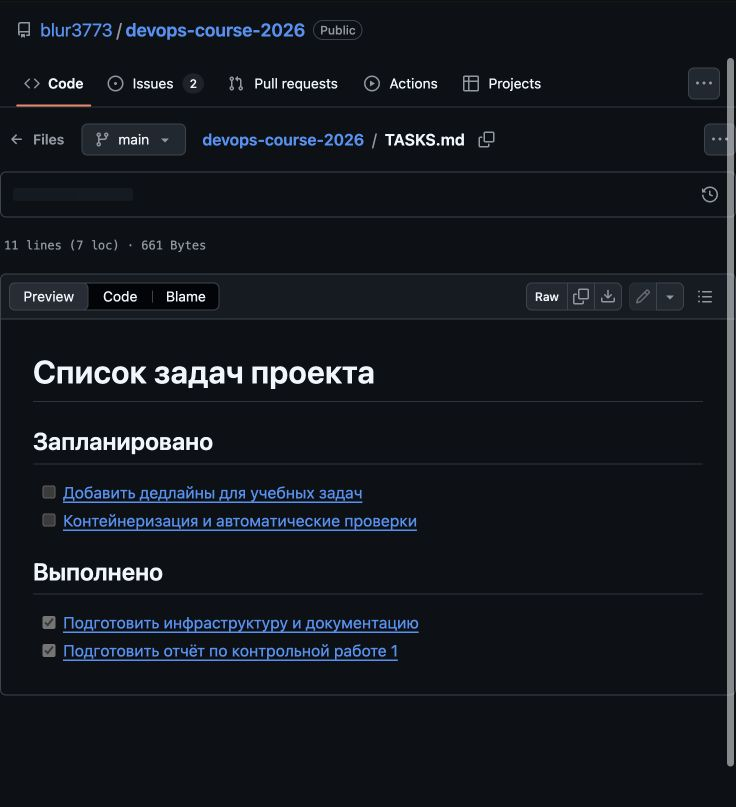 blur3773 / devops-course-2026 Public
Code Issues 2 Pull requests Actions Projects
Files main devops-course-2026 / TASKS.md
11 lines (7 loc) · 661 Bytes
Preview Code Blame Raw
Список задач проекта
Запланировано
Добавить дедлайны для учебных задач
Контейнеризация и автоматические проверки
Выполнено
Подготовить инфраструктуру и документацию
Подготовить отчёт по контрольной работе 1